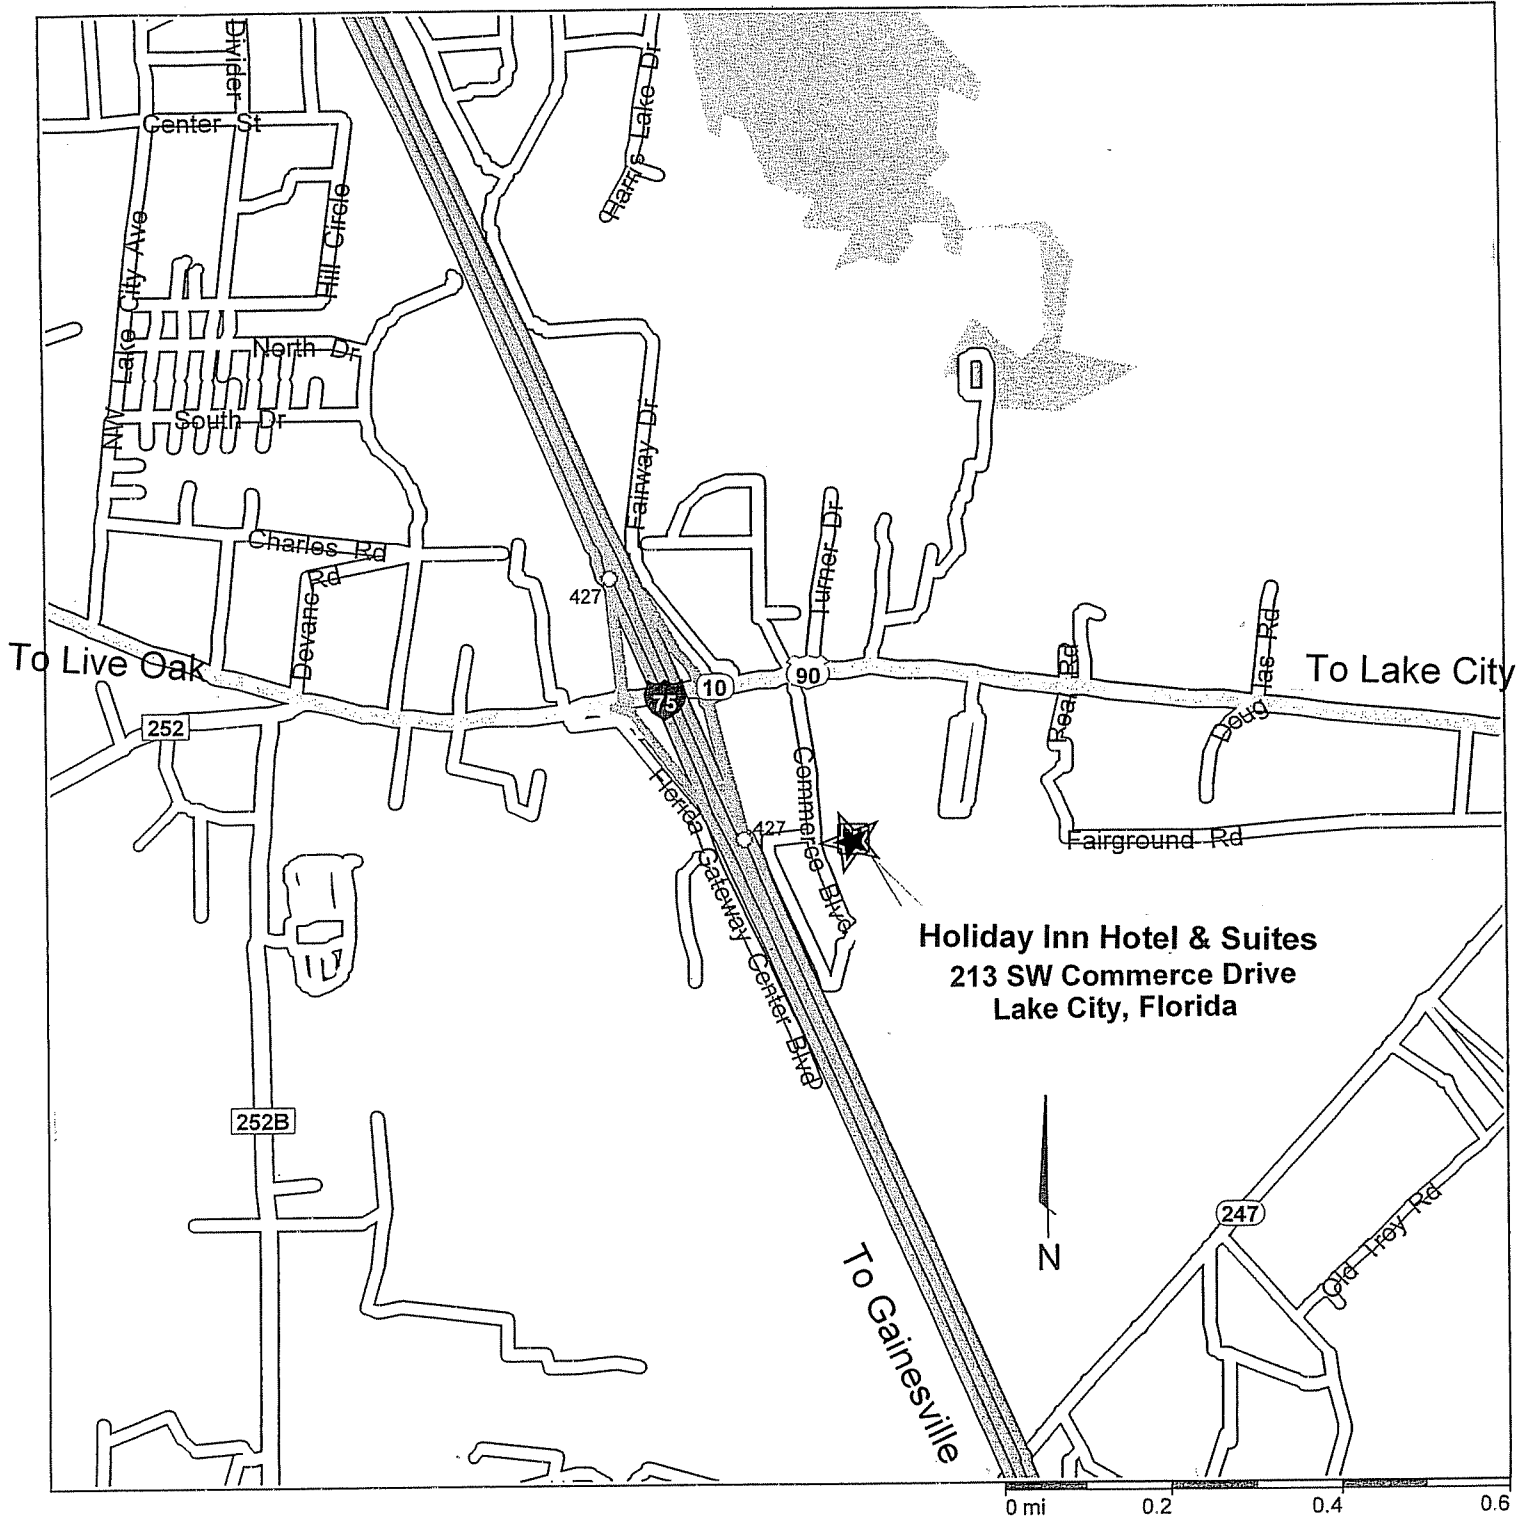 Divider
Center St
Harris Lake Dr
Hill Circle
NW Lake City Ave
North Dr
South Dr
Fairway Dr
Charles Rd
Devane Rd
Turner Dr
427
To Live Oak
75
10
90
Roan Rd
Douglas Rd
To Lake City
252
Commerce Blvd
427
Florida Gateway Center Blvd
Fairground Rd
Holiday Inn Hotel & Suites
213 SW Commerce Drive
Lake City, Florida
252B
N
247
Old Troy Rd
To Gainesville
0 mi 0.2 0.4 0.6